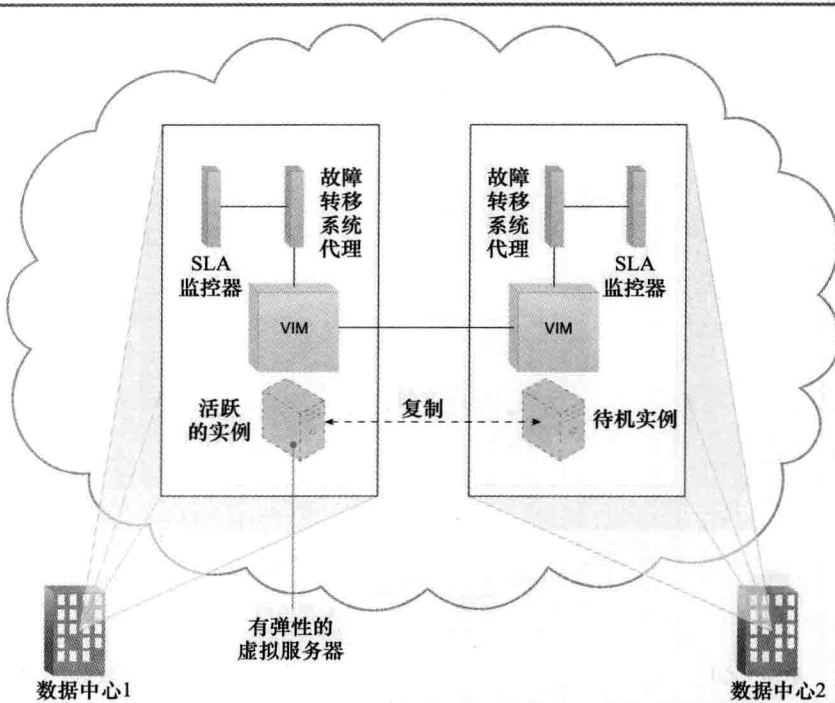 故障
转移
系统
代理
SLA
监控器
VIM
活跃
的实例
复制
故障
转移
系统
代理
SLA
监控器
VIM
待机实例
有弹性的
虚拟服务器
数据中心1
数据中心2